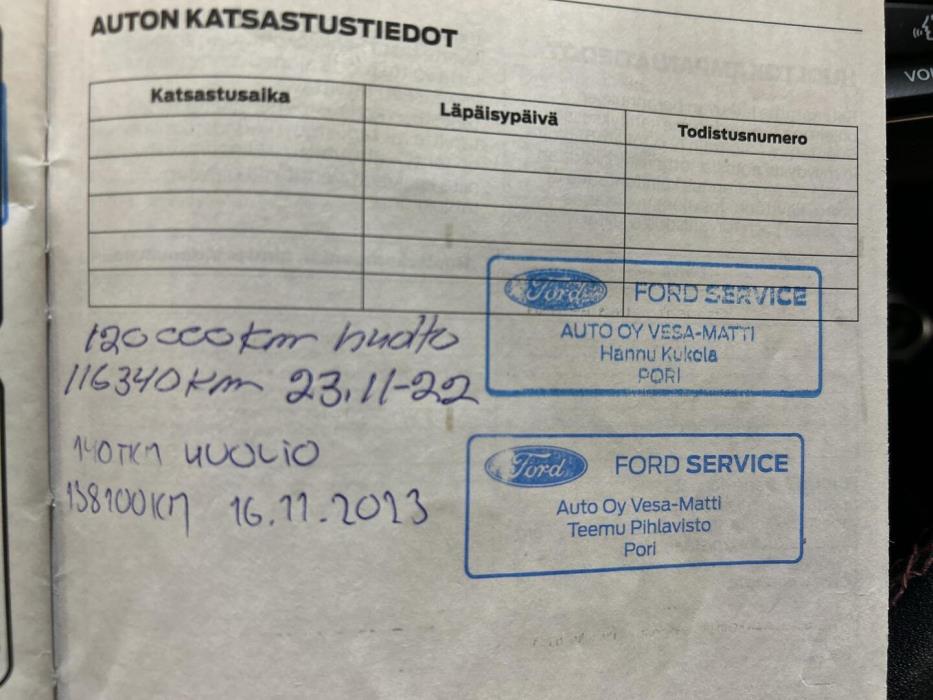 AUTON KATSASTUSTIEDOT
Katsastusaika Läpäisypäivä Todistusnumero
Ford FORD SERVICE
AUTO OY VESA-MATTI
Hannu Kukola
PORI
120 000 km huolto
116340 km 23.11-22
Ford FORD SERVICE
Auto Oy Vesa-Matti
Teemu Pihlavisto
Pori
140TKM HUOLTO
138100KM 16.11.2023
VOL